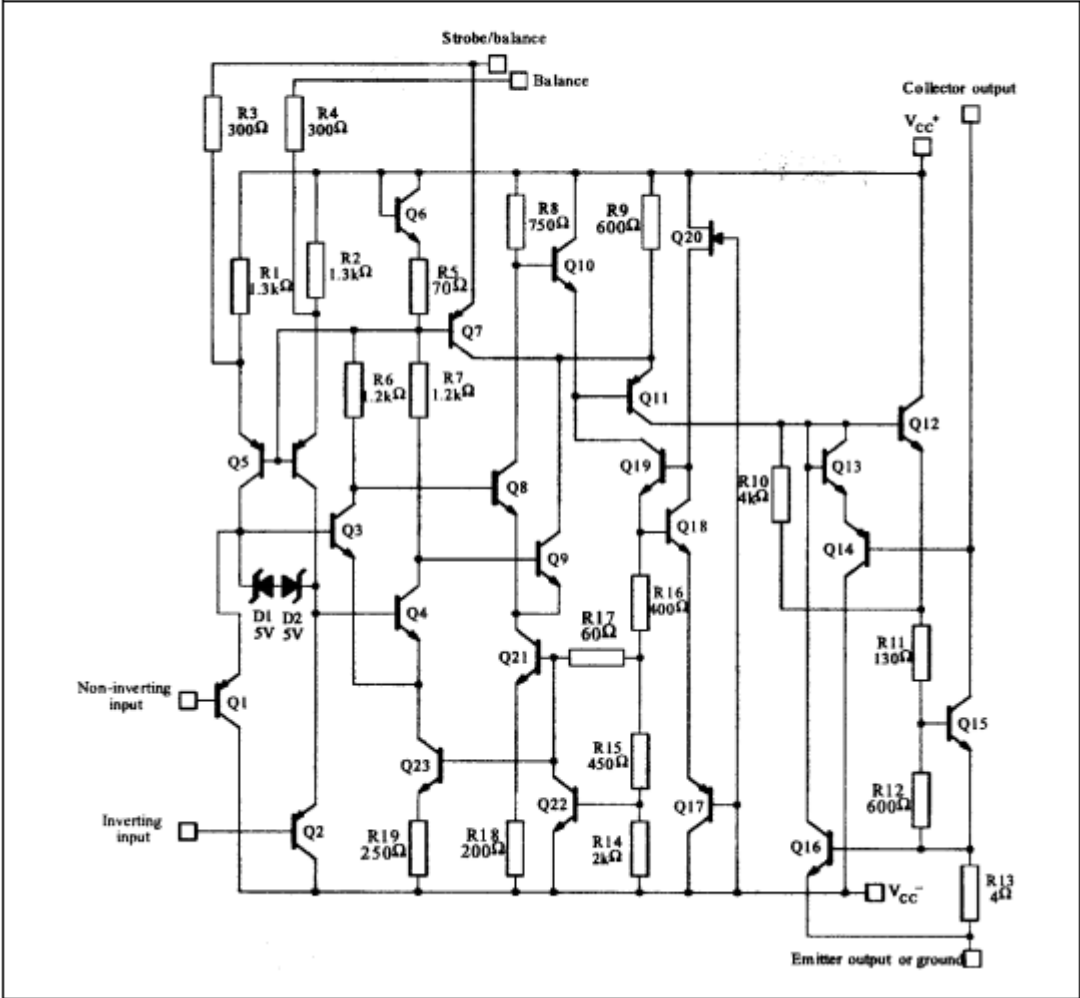 Strobe/balance
Balance
Collector output
VCC+
R3
300Ω
R4
300Ω
Q6
R8
750Ω
R9
600Ω
Q20
Q10
R1
1.3kΩ
R2
1.3kΩ
R5
70Ω
Q7
R6
1.2kΩ
R7
1.2kΩ
Q11
Q12
Q5
Q19
Q13
R10
4kΩ
Q8
Q3
Q18
Q14
Q9
D1
5V
D2
5V
Q4
R16
400Ω
R17
60Ω
Q21
R11
130Ω
Non-inverting
input
Q1
Q15
Q23
R15
450Ω
Q22
Q17
R12
600Ω
Inverting
input
Q2
R19
250Ω
R18
200Ω
R14
2kΩ
Q16
VCC-
R13
4Ω
Emitter output or ground